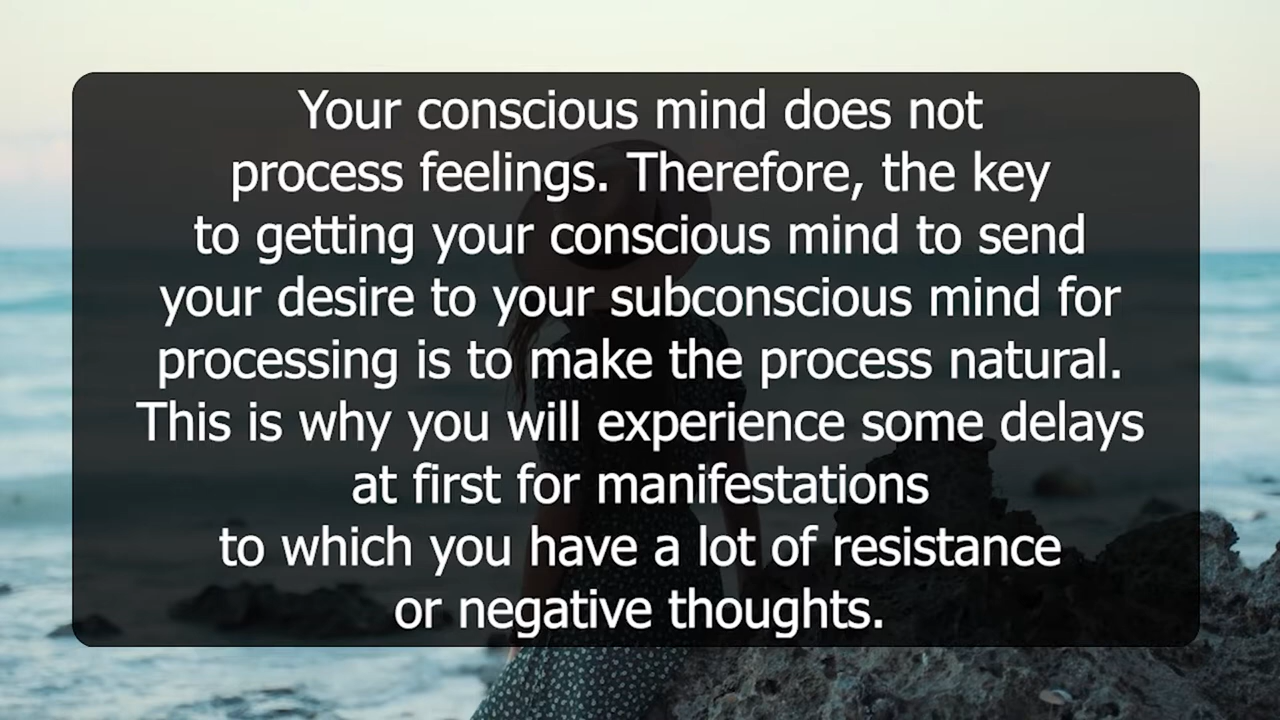 Your conscious mind does not
process feelings. Therefore, the key
to getting your conscious mind to send
your desire to your subconscious mind for
processing is to make the process natural.
This is why you will experience some delays
at first for manifestations
to which you have a lot of resistance
or negative thoughts.